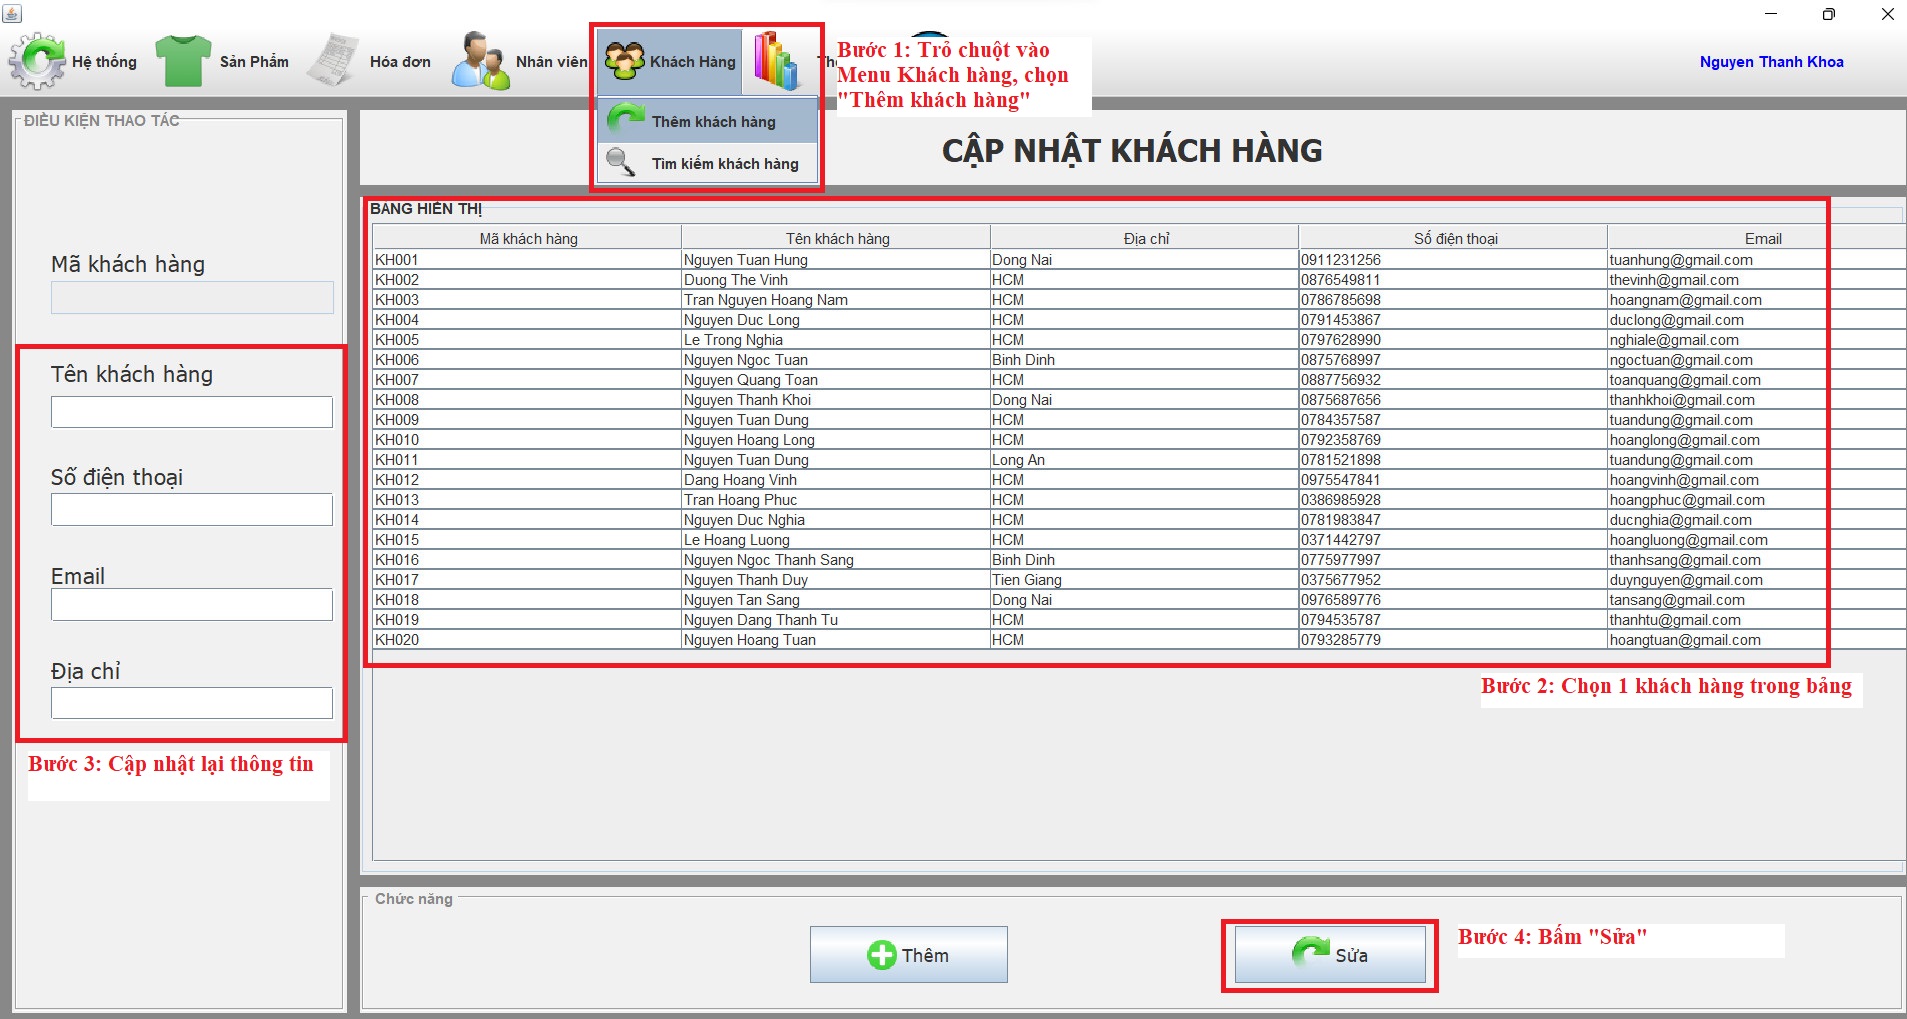 Hệ thống Sản Phẩm Hóa đơn Nhân viên Khách Hàng
Bước 1: Trỏ chuột vào
Menu Khách hàng, chọn
"Thêm khách hàng"
Nguyen Thanh Khoa
Thêm khách hàng
Tìm kiếm khách hàng
ĐIỀU KIỆN THAO TÁC
CẬP NHẬT KHÁCH HÀNG
Mã khách hàng
Tên khách hàng
Số điện thoại
Email
Địa chỉ
Bước 3: Cập nhật lại thông tin
BẢNG HIỂN THỊ
Mã khách hàng Tên khách hàng Địa chỉ Số điện thoại Email
KH001 Nguyen Tuan Hung Dong Nai 0911231256 tuanhung@gmail.com
KH002 Duong The Vinh HCM 0876549811 thevinh@gmail.com
KH003 Tran Nguyen Hoang Nam HCM 0786785698 hoangnam@gmail.com
KH004 Nguyen Duc Long HCM 0791453867 duclong@gmail.com
KH005 Le Trong Nghia HCM 0797628990 nghiale@gmail.com
KH006 Nguyen Ngoc Tuan Binh Dinh 0875768997 ngoctuan@gmail.com
KH007 Nguyen Quang Toan HCM 0887756932 toanquang@gmail.com
KH008 Nguyen Thanh Khoi Dong Nai 0875687656 thanhkhoi@gmail.com
KH009 Nguyen Tuan Dung HCM 0784357587 tuandung@gmail.com
KH010 Nguyen Hoang Long HCM 0792358769 hoanglong@gmail.com
KH011 Nguyen Tuan Dung Long An 0781521898 tuandung@gmail.com
KH012 Dang Hoang Vinh HCM 0975547841 hoangvinh@gmail.com
KH013 Tran Hoang Phuc HCM 0386985928 hoangphuc@gmail.com
KH014 Nguyen Duc Nghia HCM 0781983847 ducnghia@gmail.com
KH015 Le Hoang Luong HCM 0371442797 hoangluong@gmail.com
KH016 Nguyen Ngoc Thanh Sang Binh Dinh 0775977997 thanhsang@gmail.com
KH017 Nguyen Thanh Duy Tien Giang 0375677952 duynguyen@gmail.com
KH018 Nguyen Tan Sang Dong Nai 0976589776 tansang@gmail.com
KH019 Nguyen Dang Thanh Tu HCM 0794535787 thanhtu@gmail.com
KH020 Nguyen Hoang Tuan HCM 0793285779 hoangtuan@gmail.com
Bước 2: Chọn 1 khách hàng trong bảng
Chức năng
Thêm
Sửa
Bước 4: Bấm "Sửa"